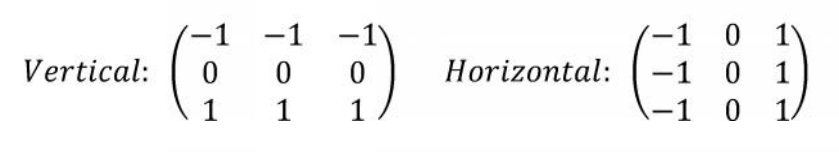 Vertical: (−1 −1 −1
0 0 0
1 1 1) Horizontal: (−1 0 1
−1 0 1
−1 0 1)